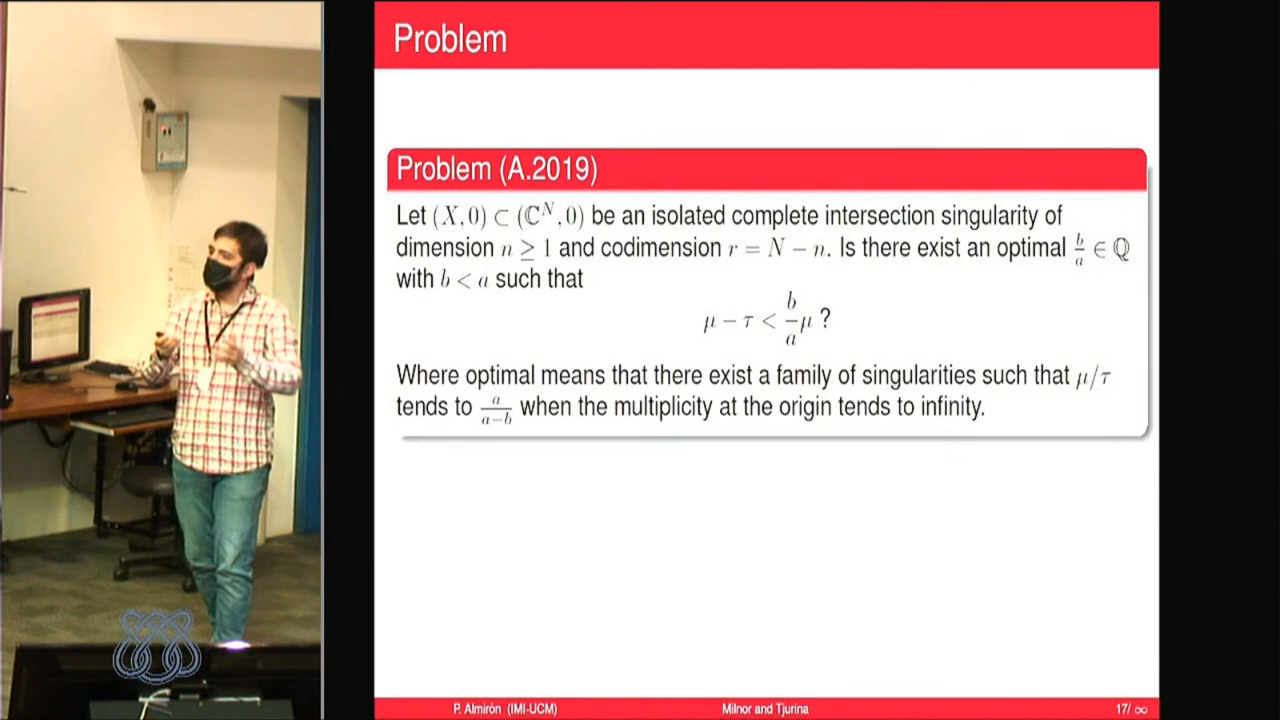 Problem
Problem (A.2019)
Let (X, 0) ⊂ (ℂᴺ, 0) be an isolated complete intersection singularity of
dimension n ≥ 1 and codimension r = N − n. Is there exist an optimal b/a ∈ ℚ
with b < a such that
μ − τ < b/a μ ?
Where optimal means that there exist a family of singularities such that μ/τ
tends to a/(a−b) when the multiplicity at the origin tends to infinity.
P. Almirón (IMI-UCM) Milnor and Tjurina 17/ ∞